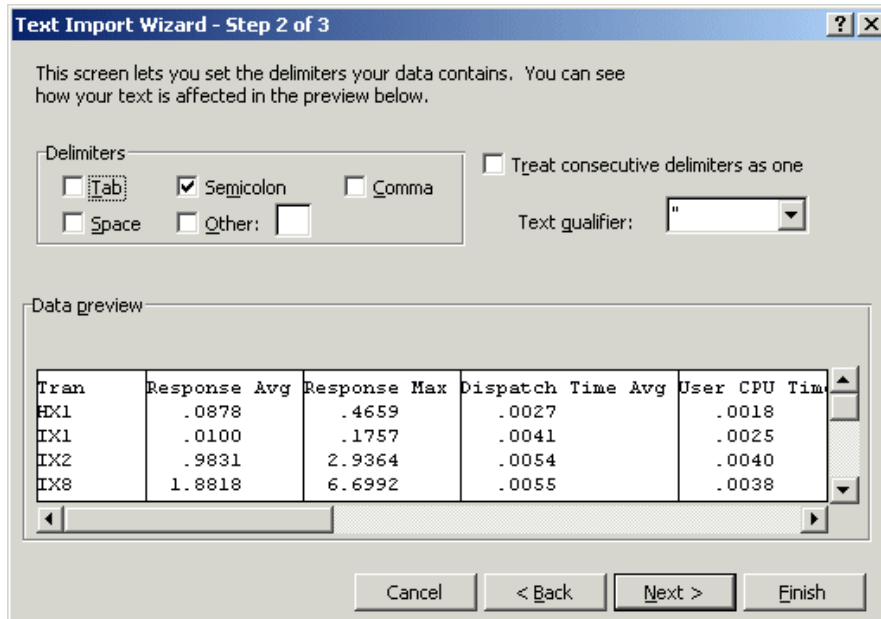 Text Import Wizard - Step 2 of 3
This screen lets you set the delimiters your data contains. You can see
how your text is affected in the preview below.
Delimiters
Tab Semicolon Comma
Space Other:
Treat consecutive delimiters as one
Text qualifier: "
Data preview
Tran Response Avg Response Max Dispatch Time Avg User CPU Time
HX1 .0878 .4659 .0027 .0018
IX1 .0100 .1757 .0041 .0025
IX2 .9831 2.9364 .0054 .0040
IX8 1.8818 6.6992 .0055 .0038
Cancel < Back Next > Finish